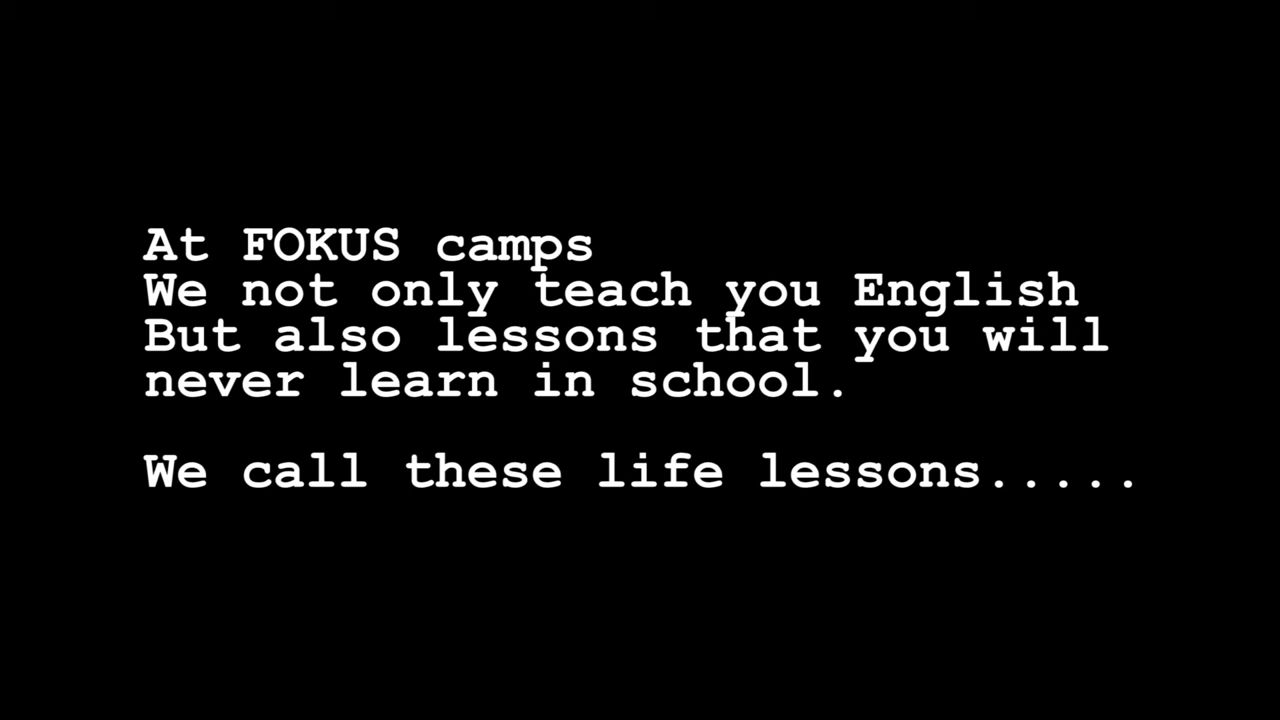 At FOKUS camps
We not only teach you English
But also lessons that you will
never learn in school.
We call these life lessons.....